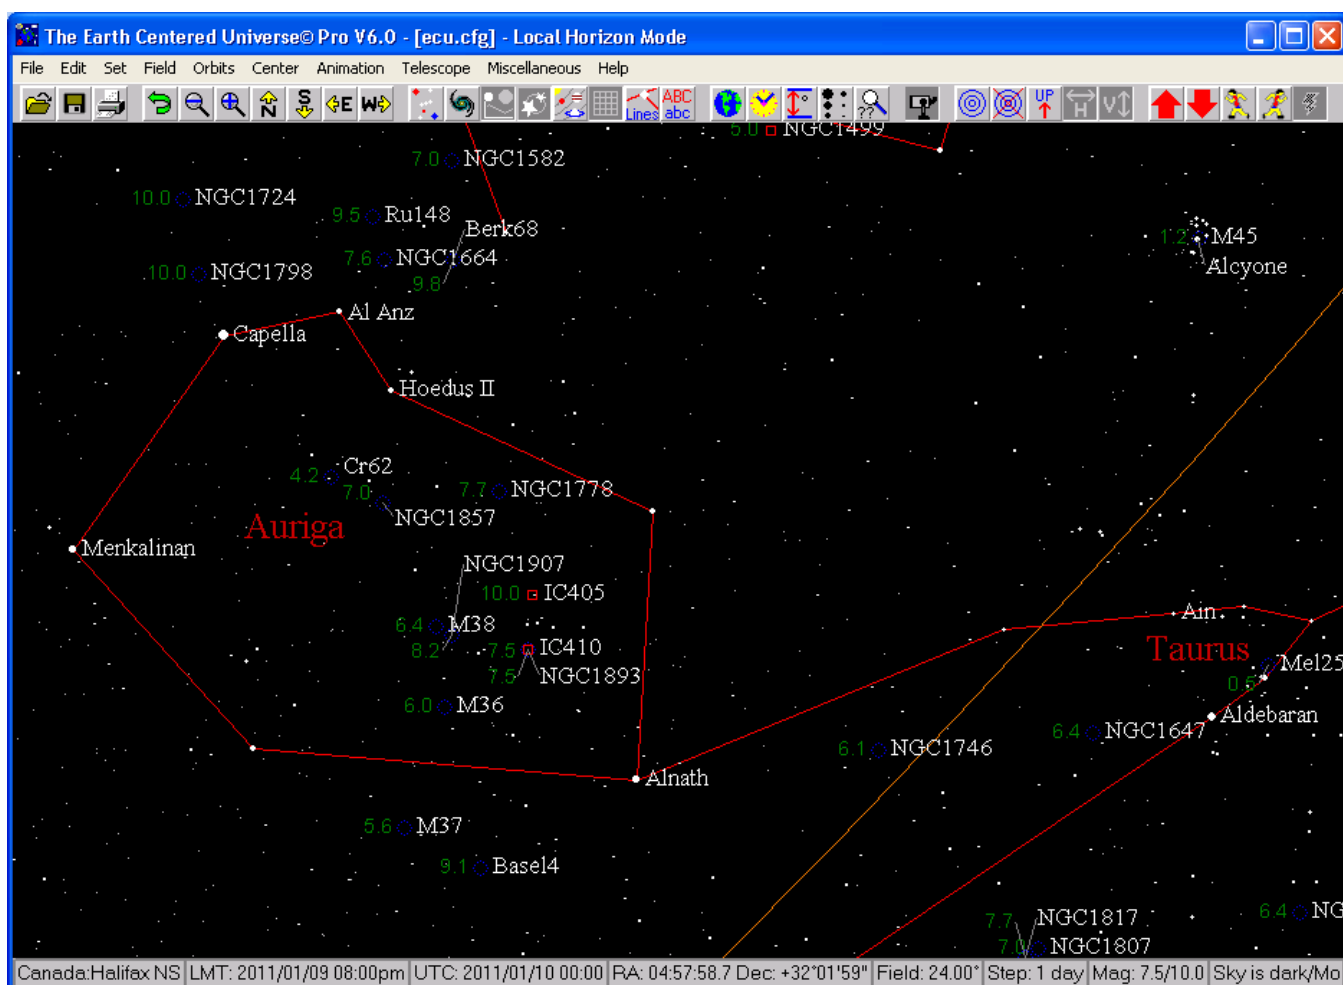 The Earth Centered Universe© Pro V6.0 - [ecu.cfg] - Local Horizon Mode
File Edit Set Field Orbits Center Animation Telescope Miscellaneous Help
N S E W Lines ABC abc UP H V
5.0 NGC1499
7.0 NGC1582
10.0 NGC1724
9.5 Ru148
Berk68
1.2 M45
7.6 NGC1664
Alcyone
10.0 NGC1798
9.8
Al Anz
Capella
Hoedus II
Cr62
4.2
7.0
7.7 NGC1778
NGC1857
Auriga
Menkalinan
NGC1907
10.0 IC405
Ain
6.4 M38
8.2
7.5 IC410
Taurus
Mel25
7.5 NGC1893
0.5
6.0 M36
Aldebaran
6.4 NGC1647
6.1 NGC1746
Alnath
5.6 M37
9.1 Basel4
6.4 NG
7.7 NGC1817
7.0 NGC1807
Canada:Halifax NS LMT: 2011/01/09 08:00pm UTC: 2011/01/10 00:00 RA: 04:57:58.7 Dec: +32°01'59" Field: 24.00° Step: 1 day Mag: 7.5/10.0 Sky is dark/Mo